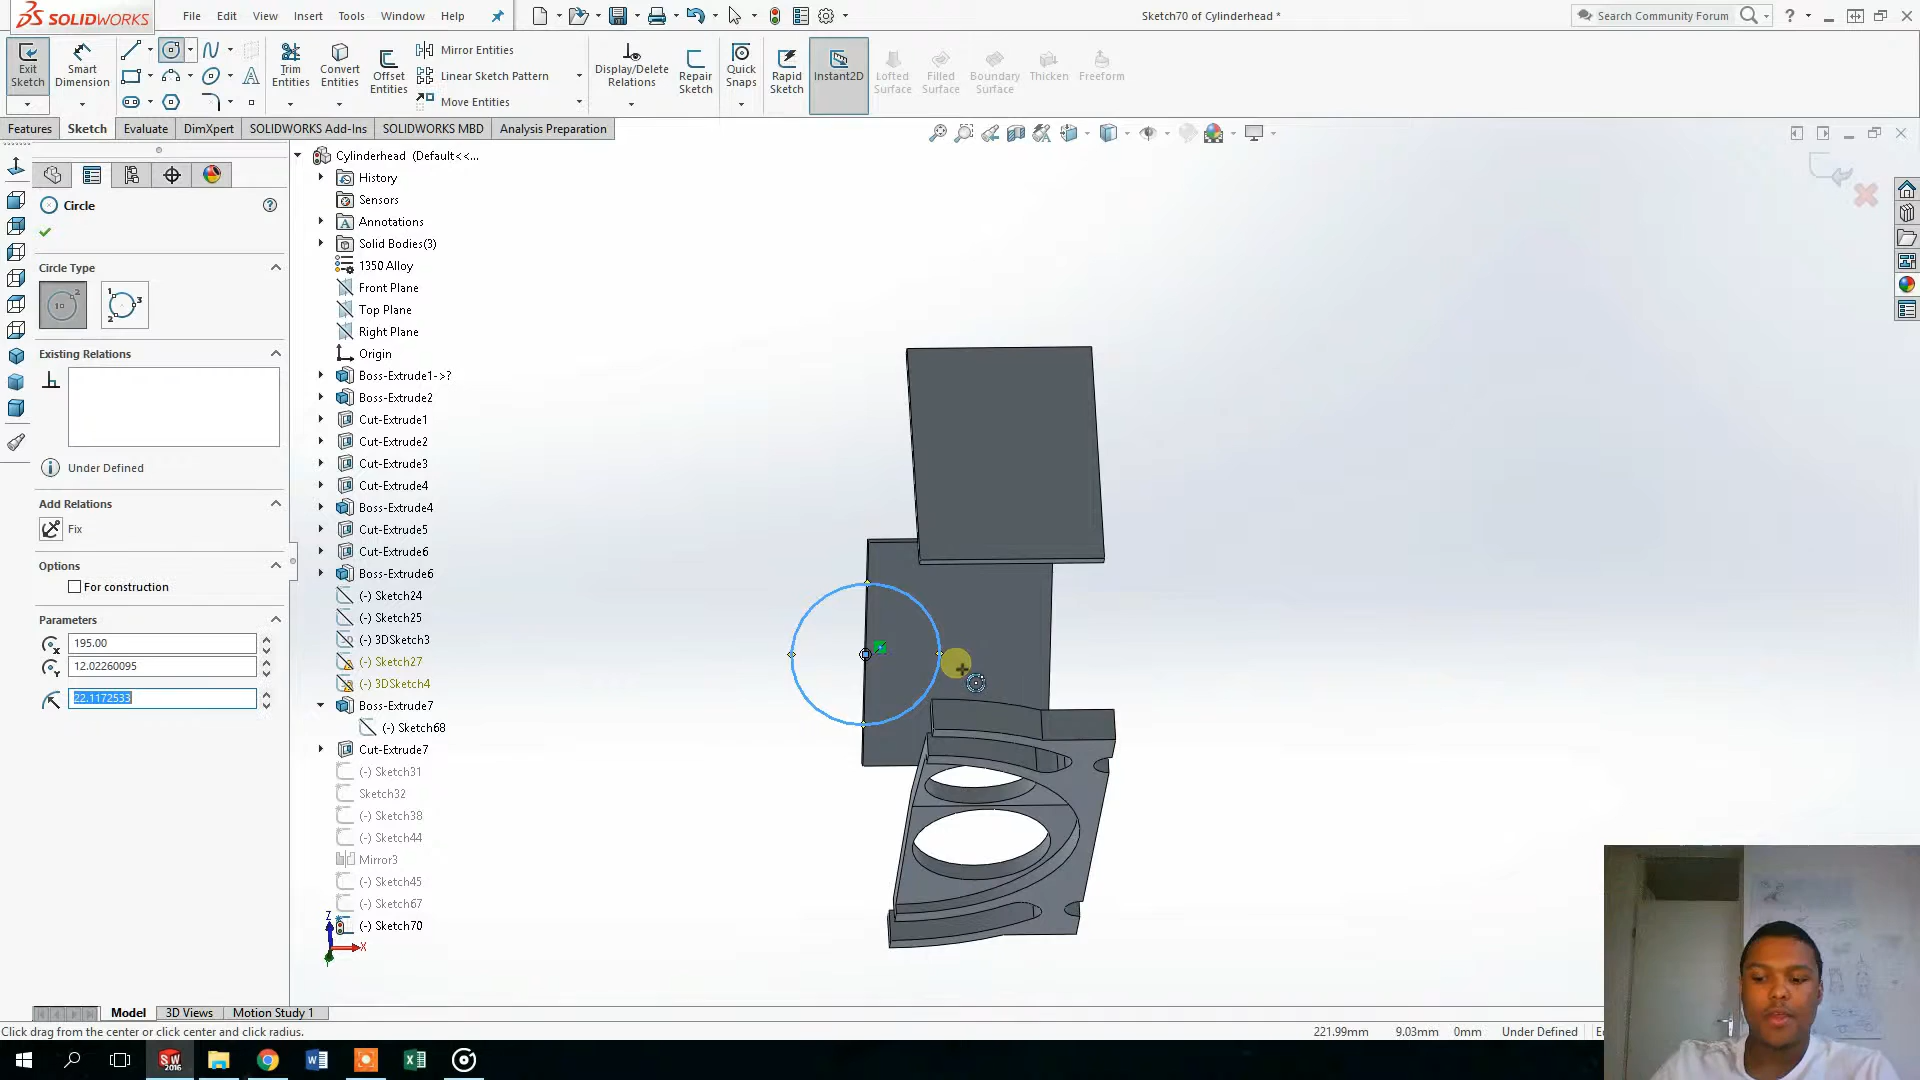 SOLIDWORKS
File Edit View Insert Tools Window Help
Sketch70 of Cylinderhead *
Search Community Forum
Exit Sketch
Smart Dimension
Trim Entities
Convert Entities
Offset Entities
Mirror Entities
Linear Sketch Pattern
Move Entities
Display/Delete Relations
Repair Sketch
Quick Snaps
Rapid Sketch
Instant2D
Lofted Surface
Filled Surface
Boundary Surface
Thicken
Freeform
Features Sketch Evaluate DimXpert SOLIDWORKS Add-Ins SOLIDWORKS MBD Analysis Preparation
Circle
Circle Type
Existing Relations
Under Defined
Add Relations
Fix
Options
For construction
Parameters
195.00
12.02260095
22.1172533
Cylinderhead (Default<<...
History
Sensors
Annotations
Solid Bodies(3)
1350 Alloy
Front Plane
Top Plane
Right Plane
Origin
Boss-Extrude1->?
Boss-Extrude2
Cut-Extrude1
Cut-Extrude2
Cut-Extrude3
Cut-Extrude4
Boss-Extrude4
Cut-Extrude5
Cut-Extrude6
Boss-Extrude6
(-) Sketch24
(-) Sketch25
(-) 3DSketch3
(-) Sketch27
(-) 3DSketch4
Boss-Extrude7
(-) Sketch68
Cut-Extrude7
(-) Sketch31
Sketch32
(-) Sketch38
(-) Sketch44
Mirror3
(-) Sketch45
(-) Sketch67
(-) Sketch70
Z
X
Model 3D Views Motion Study 1
Click drag from the center or click center and click radius.
221.99mm 9.03mm 0mm Under Defined